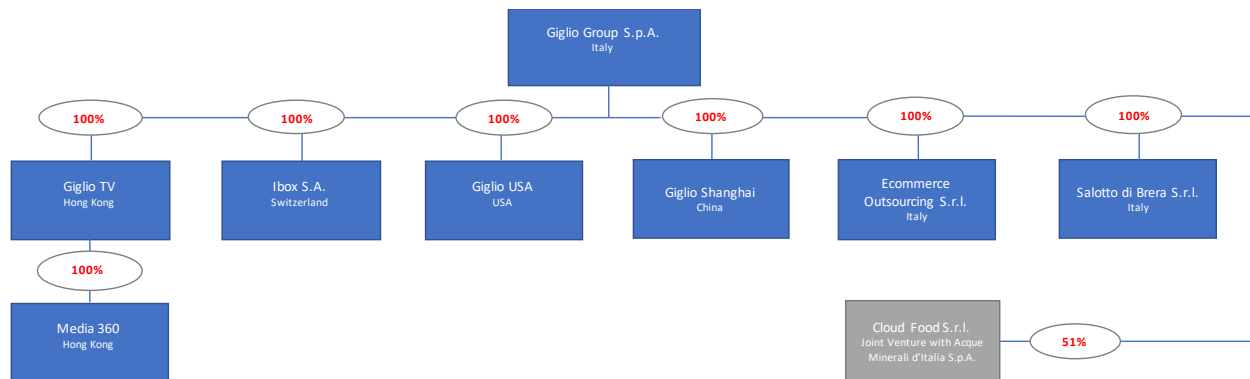 Giglio Group S.p.A.
Italy
100%
100%
100%
100%
100%
100%
Giglio TV
Hong Kong
Ibox S.A.
Switzerland
Giglio USA
USA
Giglio Shanghai
China
Ecommerce
Outsourcing S.r.l.
Italy
Salotto di Brera S.r.l.
Italy
100%
Media 360
Hong Kong
Cloud Food S.r.l.
Joint Venture with Acque
Minerali d'Italia S.p.A.
51%